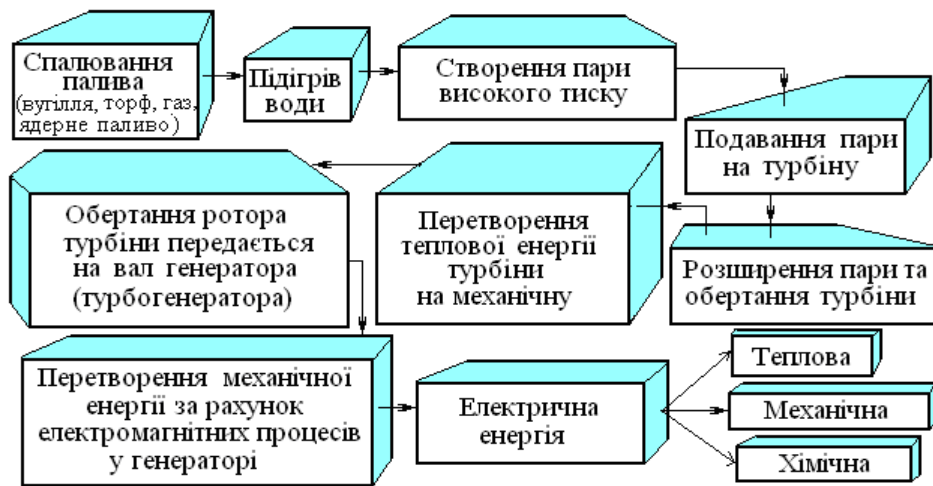 Спалювання
палива
(вугілля, торф, газ,
ядерне паливо)
Підігрів
води
Створення пари
високого тиску
Подавання пари
на турбіну
Розширення пари та
обертання турбіни
Перетворення
теплової енергії
турбіни
на механічну
Обертання ротора
турбіни передається
на вал генератора
(турбогенератора)
Перетворення механічної
енергії за рахунок
електромагнітних процесів
у генераторі
Електрична
енергія
Теплова
Механічна
Хімічна